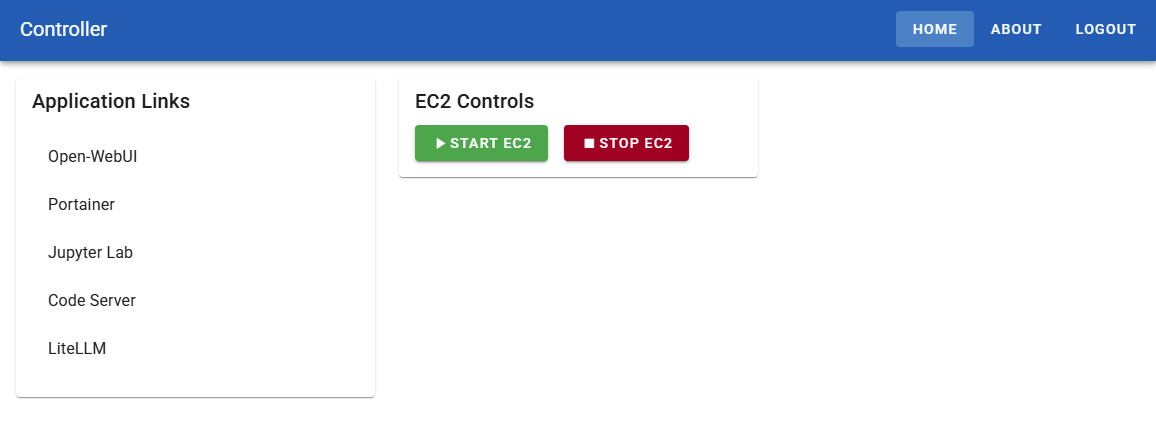 Controller
HOME ABOUT LOGOUT
Application Links
Open-WebUI
Portainer
Jupyter Lab
Code Server
LiteLLM
EC2 Controls
START EC2 STOP EC2